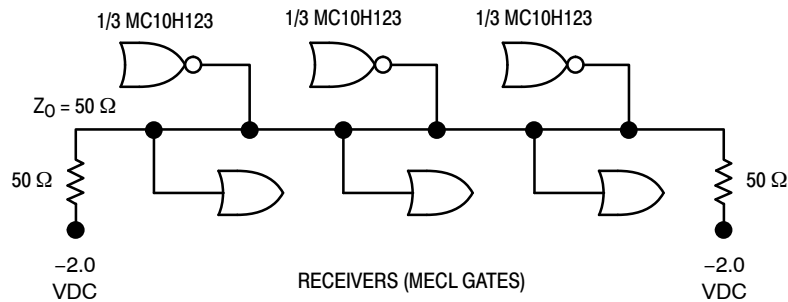 1/3 MC10H123
1/3 MC10H123
1/3 MC10H123
ZO = 50 Ω
50 Ω
50 Ω
−2.0
VDC
RECEIVERS (MECL GATES)
−2.0
VDC